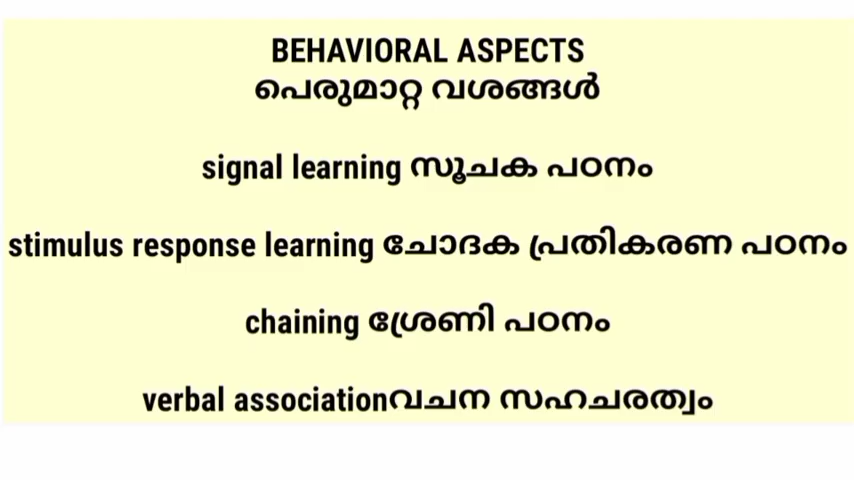 BEHAVIORAL ASPECTS
പെരുമാറ്റ വശങ്ങൾ
signal learning സൂചക പഠനം
stimulus response learning ചോദക പ്രതികരണ പഠനം
chaining ശ്രേണി പഠനം
verbal associationവചന സഹചരത്വം